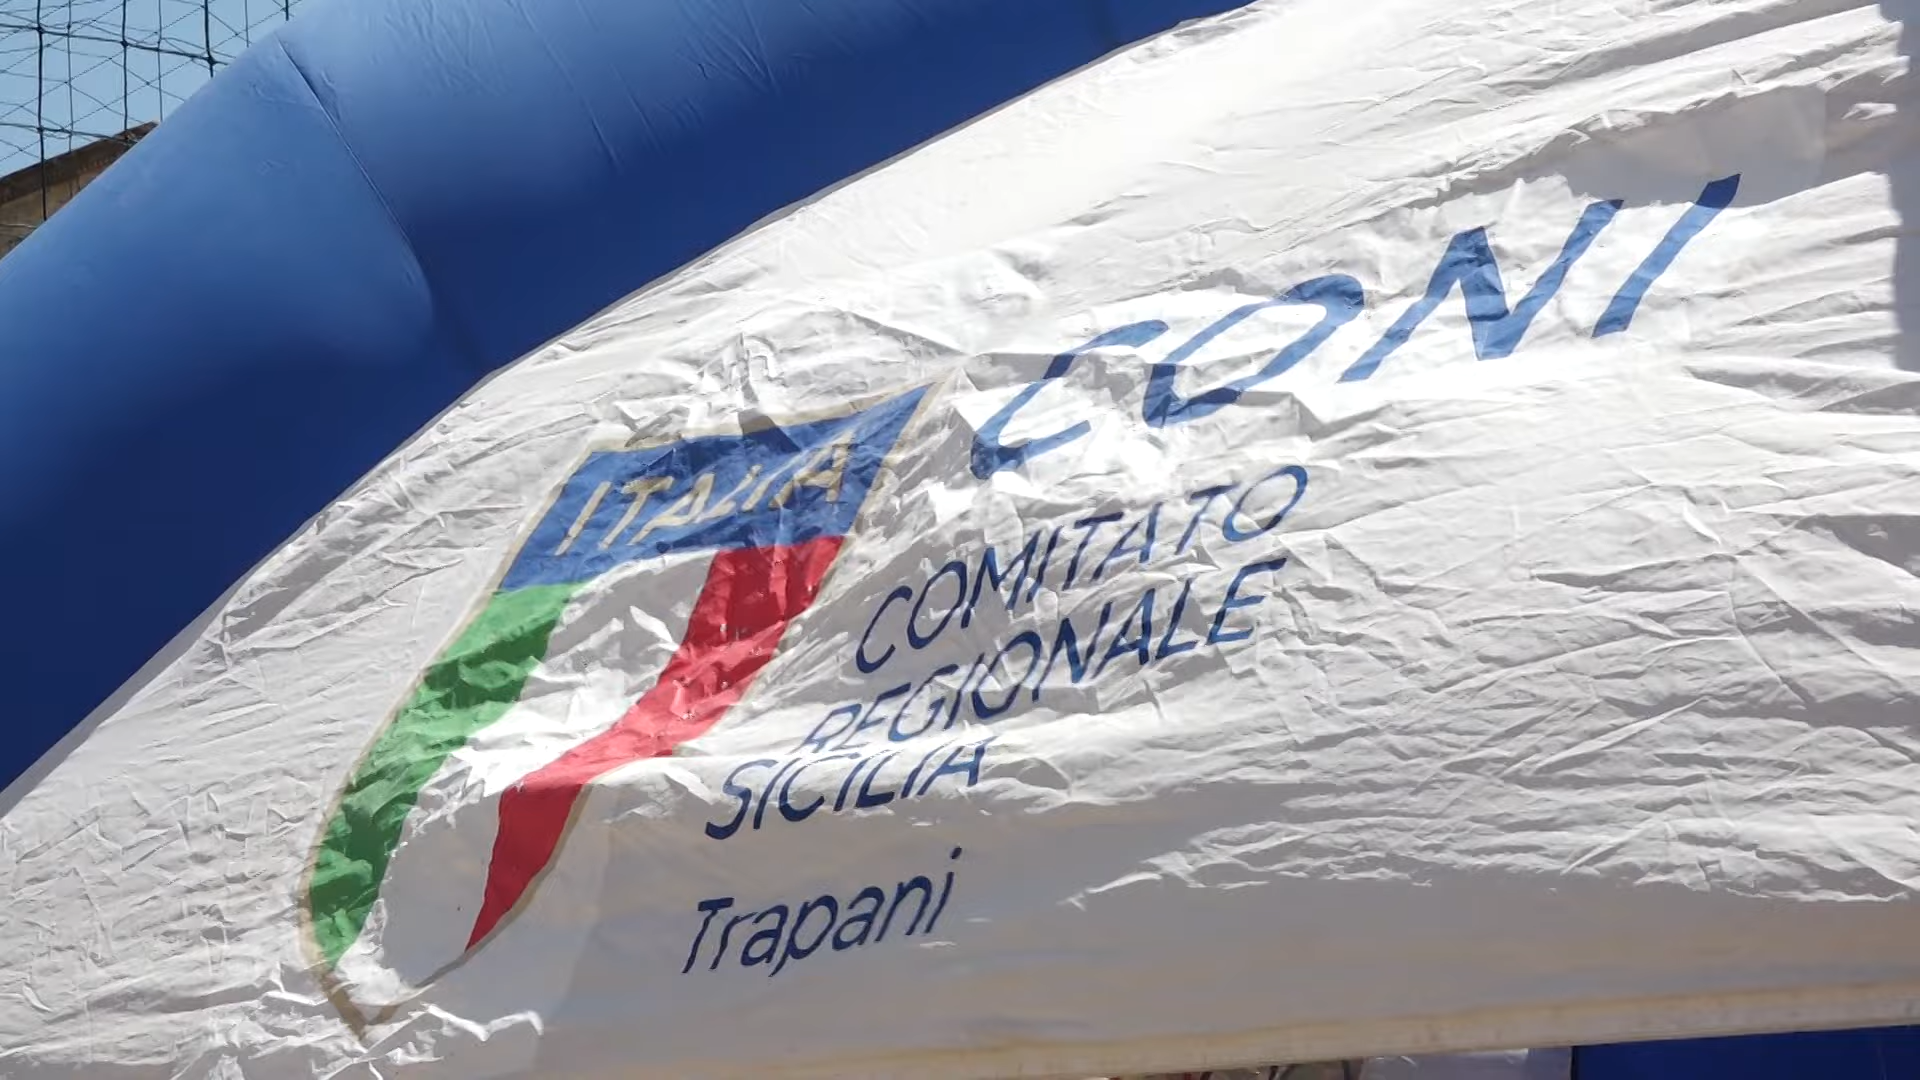 CONI
ITALIA
COMITATO
REGIONALE
SICILIA
Trapani